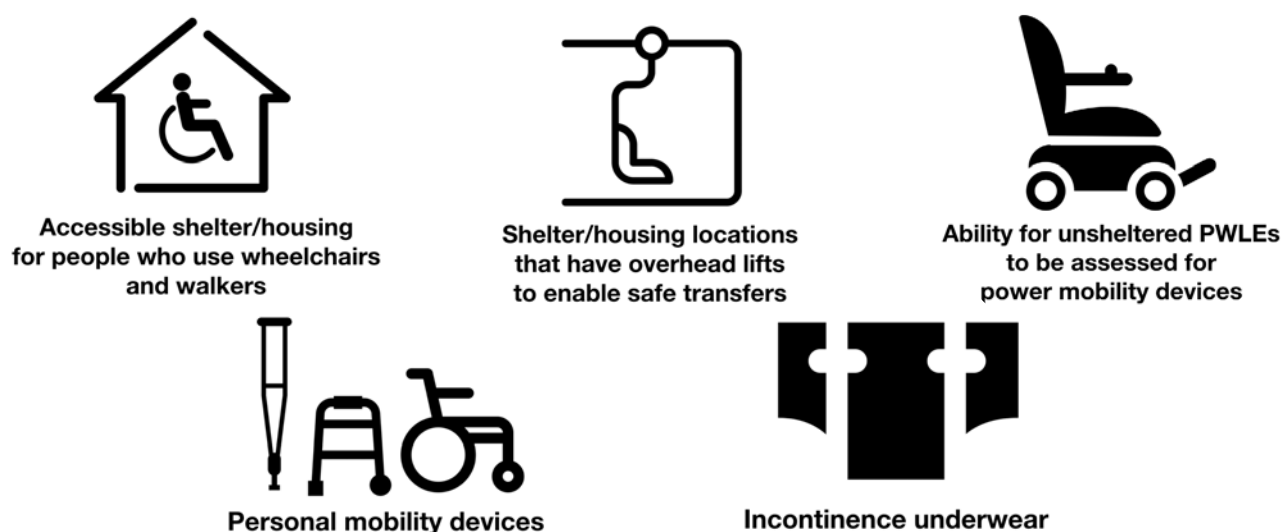 Accessible shelter/housing
for people who use wheelchairs
and walkers
Shelter/housing locations
that have overhead lifts
to enable safe transfers
Ability for unsheltered PWLEs
to be assessed for
power mobility devices
Personal mobility devices
Incontinence underwear